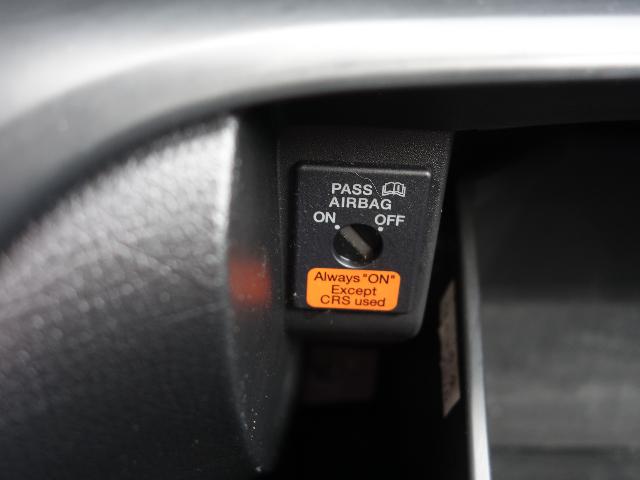 PASS
AIRBAG
ON OFF
Always "ON"
Except
CRS used